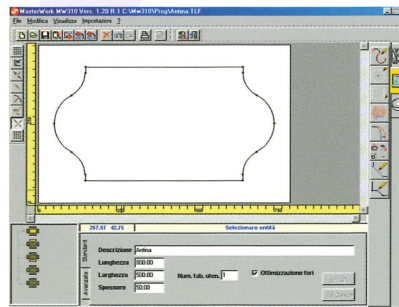 MasterWork MW310 Vers. 1.20 R.1 C:\Mw310\Prog\Antina.TLF
File Modifica Visualizza Impostazioni ?
267,97 42,75 Selezionare entità
Standard
Avanzate
Descrizione Antina
Lunghezza 800.00
Larghezza 500.00 Num. tab. uten. 1 Ottimizzazione fori
Spessore 50.00